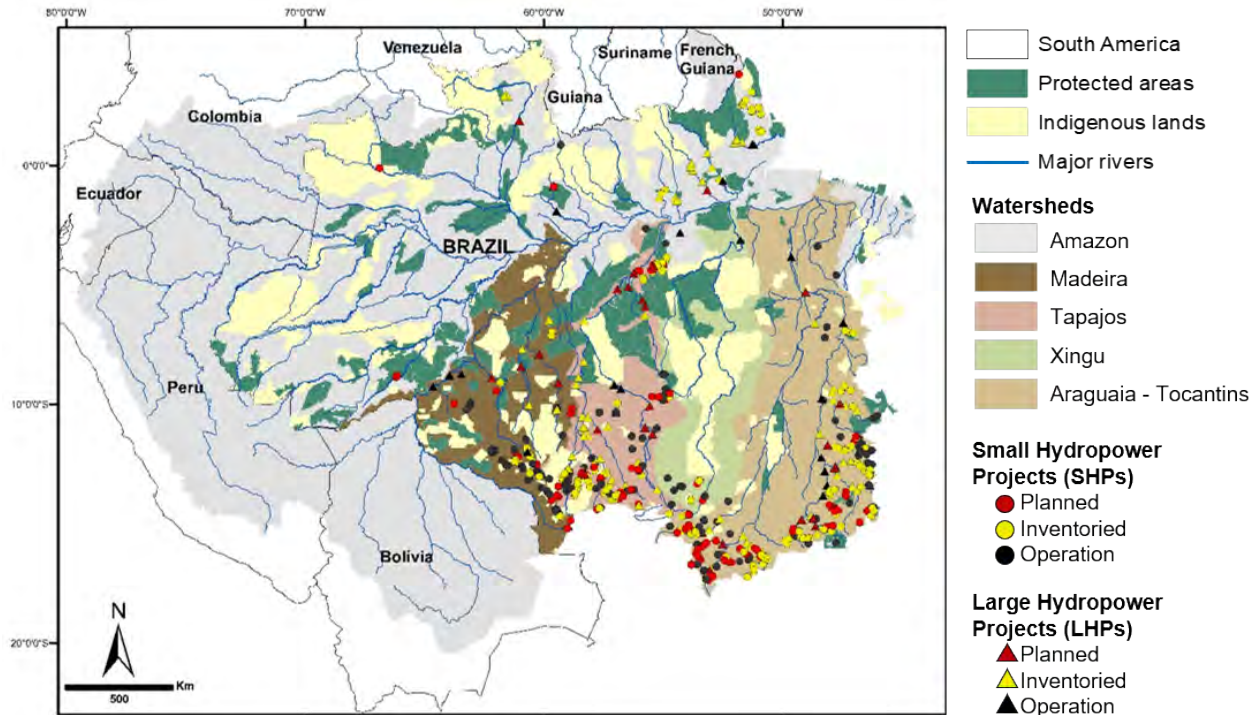 80°0'0"W
70°0'0"W
60°0'0"W
50°0'0"W
Venezuela
Suriname
French
Guiana
Guiana
Colombia
0°0'0"
Ecuador
BRAZIL
Peru
10°0'0"S
Bolívia
20°0'0"S
N
Km
500
South America
Protected areas
Indigenous lands
Major rivers
Watersheds
Amazon
Madeira
Tapajos
Xingu
Araguaia - Tocantins
Small Hydropower
Projects (SHPs)
Planned
Inventoried
Operation
Large Hydropower
Projects (LHPs)
Planned
Inventoried
Operation